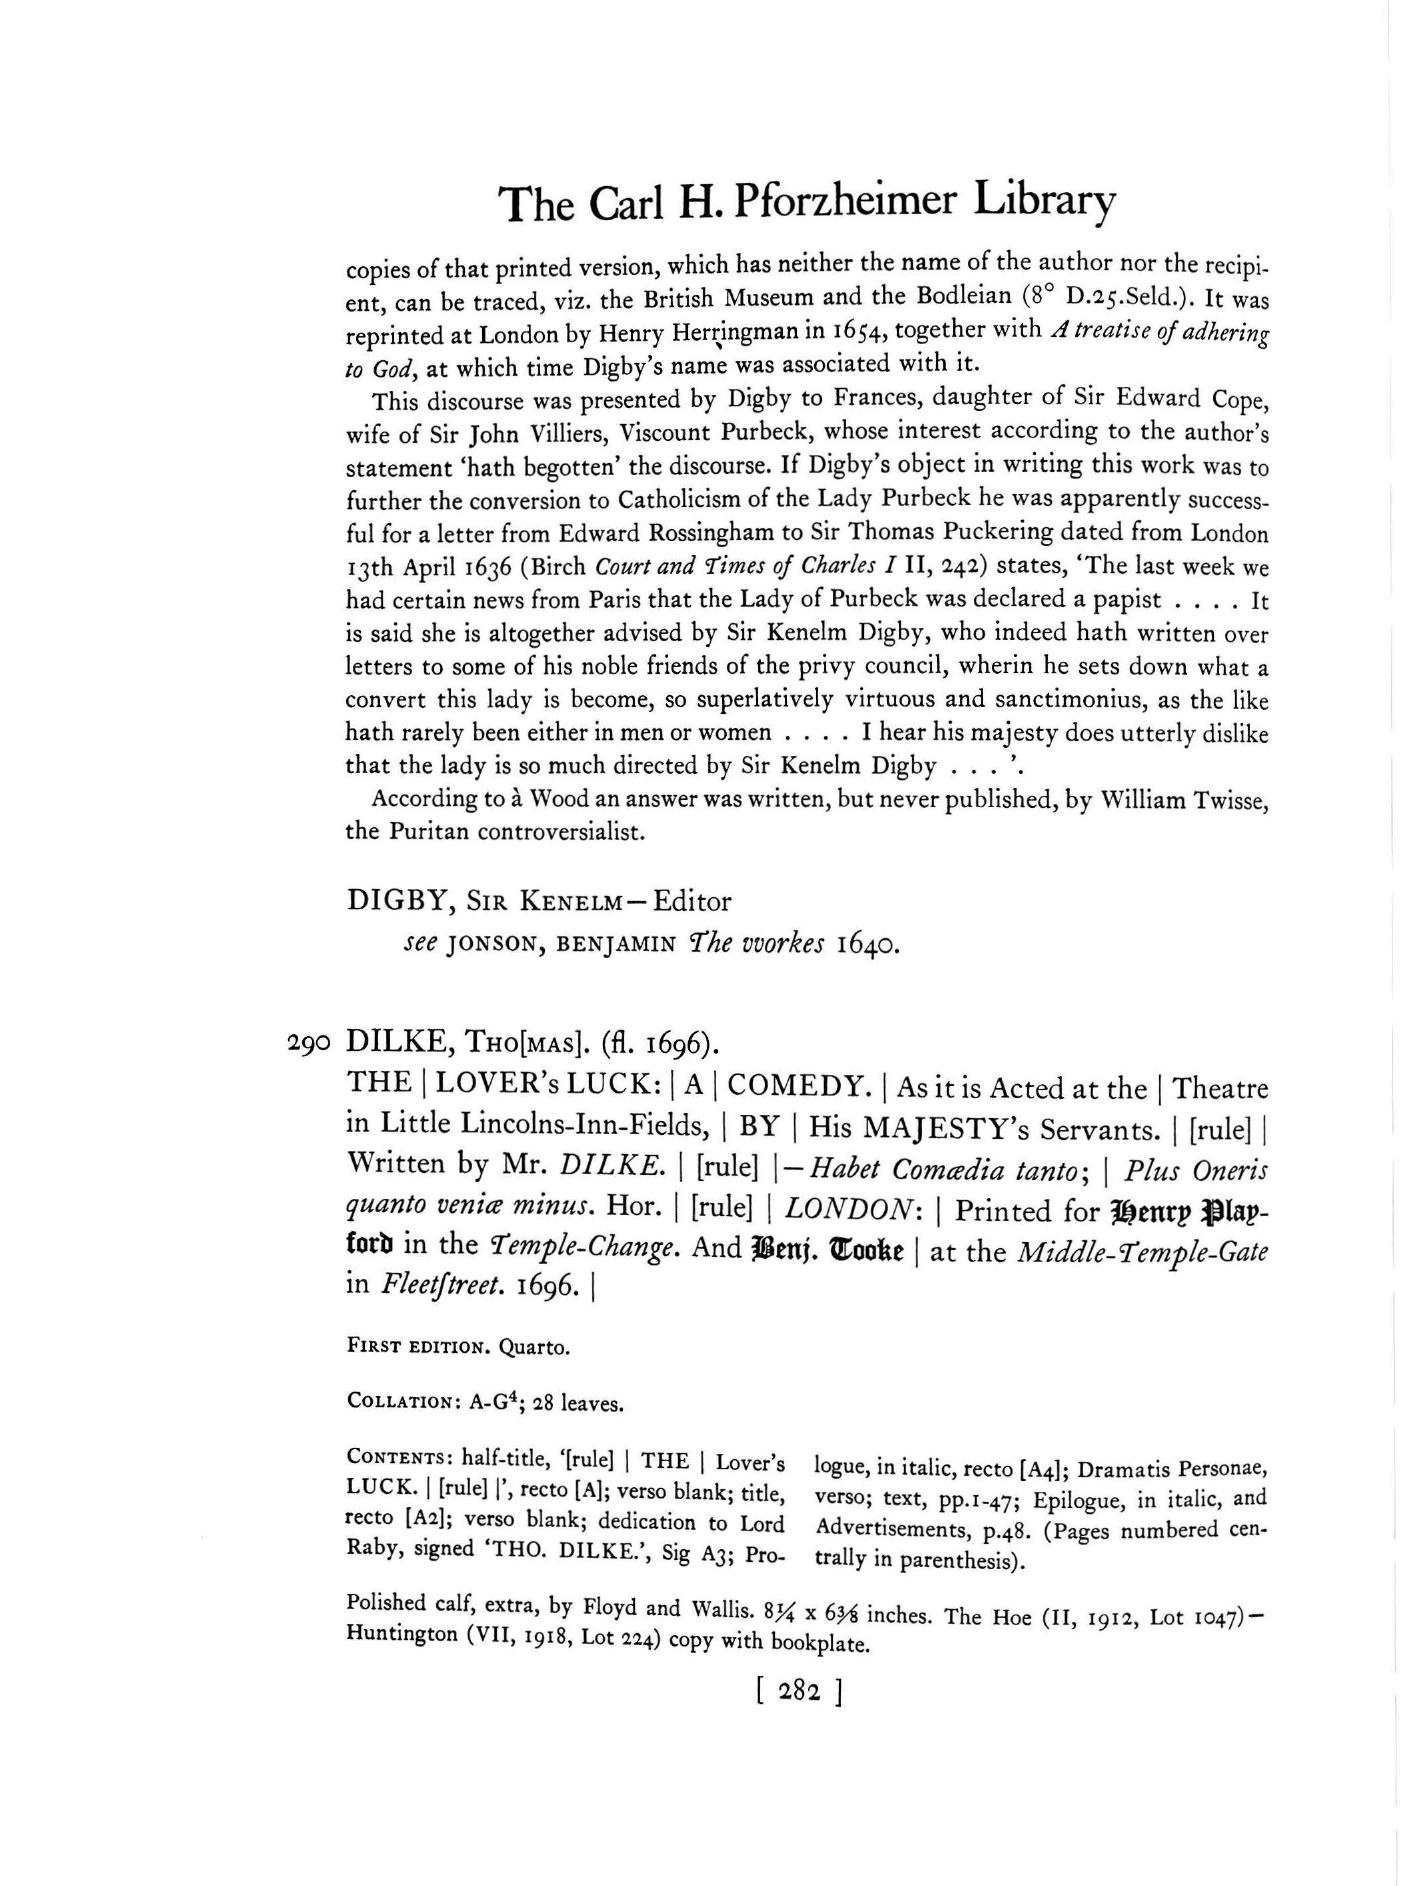 The Carl H. Pforzheimer Library
copies of that printed version, which has neither the name of the author nor the recipi-
ent, can be traced, viz. the British Museum and the Bodleian (8° D.25.Seld.). It was
reprinted at London by Henry Herringman in 1654, together with A treatise of adhering
to God, at which time Digby's name was associated with it.
This discourse was presented by Digby to Frances, daughter of Sir Edward Cope,
wife of Sir John Villiers, Viscount Purbeck, whose interest according to the author's
statement 'hath begotten' the discourse. If Digby's object in writing this work was to
further the conversion to Catholicism of the Lady Purbeck he was apparently success-
ful for a letter from Edward Rossingham to Sir Thomas Puckering dated from London
13th April 1636 (Birch Court and Times of Charles I II, 242) states, 'The last week we
had certain news from Paris that the Lady of Purbeck was declared a papist . . . . It
is said she is altogether advised by Sir Kenelm Digby, who indeed hath written over
letters to some of his noble friends of the privy council, wherin he sets down what a
convert this lady is become, so superlatively virtuous and sanctimonius, as the like
hath rarely been either in men or women . . . . I hear his majesty does utterly dislike
that the lady is so much directed by Sir Kenelm Digby . . . '.
According to à Wood an answer was written, but never published, by William Twisse,
the Puritan controversialist.
DIGBY, SIR KENELM—Editor
see JONSON, BENJAMIN The vvorkes 1640.
290 DILKE, THO[MAS]. (fl. 1696).
THE | LOVER's LUCK: | A | COMEDY. | As it is Acted at the | Theatre
in Little Lincolns-Inn-Fields, | BY | His MAJESTY's Servants. | [rule] |
Written by Mr. DILKE. | [rule] |—Habet Comœdia tanto; | Plus Oneris
quanto veniæ minus. Hor. | [rule] | LONDON: | Printed for Henry Play-
ford in the Temple-Change. And Benj. Tooke | at the Middle-Temple-Gate
in Fleetſtreet. 1696. |
FIRST EDITION. Quarto.
COLLATION: A-G⁴; 28 leaves.
CONTENTS: half-title, '[rule] | THE | Lover's
LUCK. | [rule] |', recto [A]; verso blank; title,
recto [A2]; verso blank; dedication to Lord
Raby, signed 'THO. DILKE.', Sig A3; Pro-
logue, in italic, recto [A4]; Dramatis Personae,
verso; text, pp.1-47; Epilogue, in italic, and
Advertisements, p.48. (Pages numbered cen-
trally in parenthesis).
Polished calf, extra, by Floyd and Wallis. 8¼ x 6⅜ inches. The Hoe (II, 1912, Lot 1047)—
Huntington (VII, 1918, Lot 224) copy with bookplate.
[ 282 ]